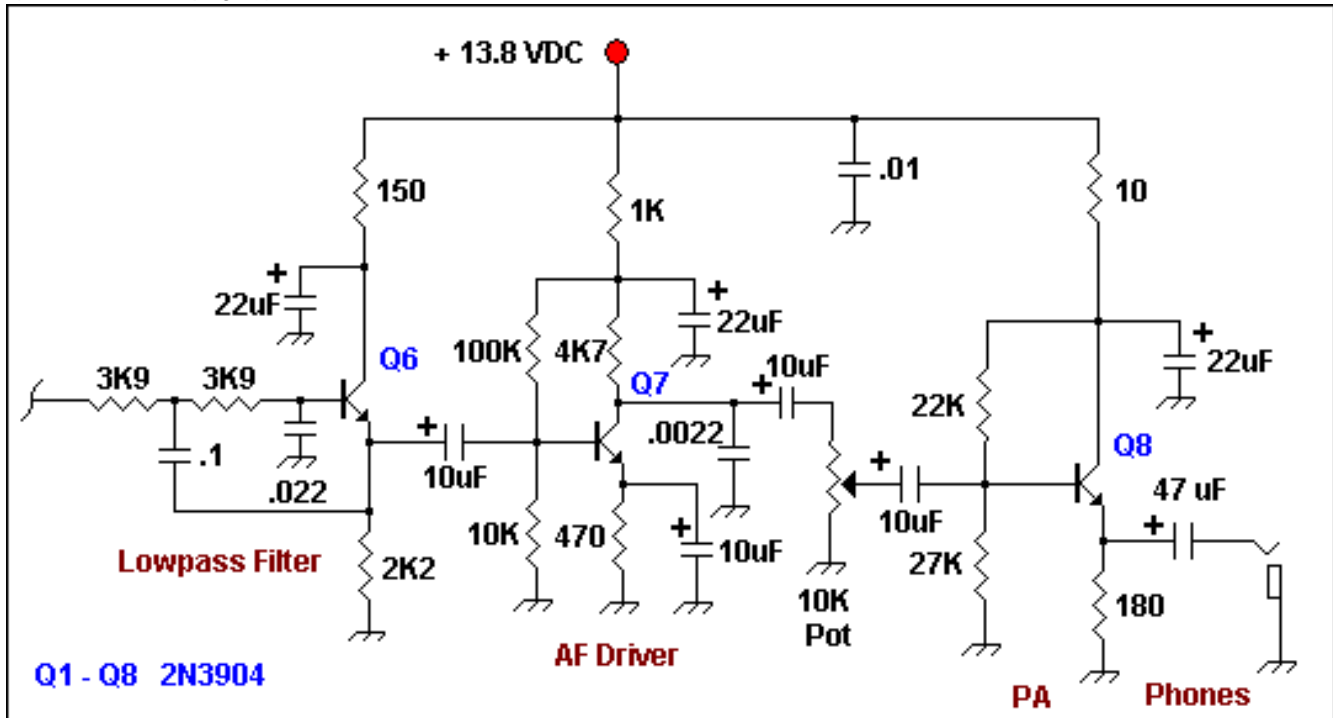 + 13.8 VDC
150
1K
.01
10
+
22uF
+
22uF
+
22uF
100K
4K7
10uF
+
Q6
Q7
22K
Q8
3K9
3K9
.1
.022
+
10uF
.0022
+
10uF
47 uF
+
Lowpass Filter
2K2
10K
470
+
10uF
10K
Pot
27K
180
AF Driver
Q1 - Q8 2N3904
PA
Phones